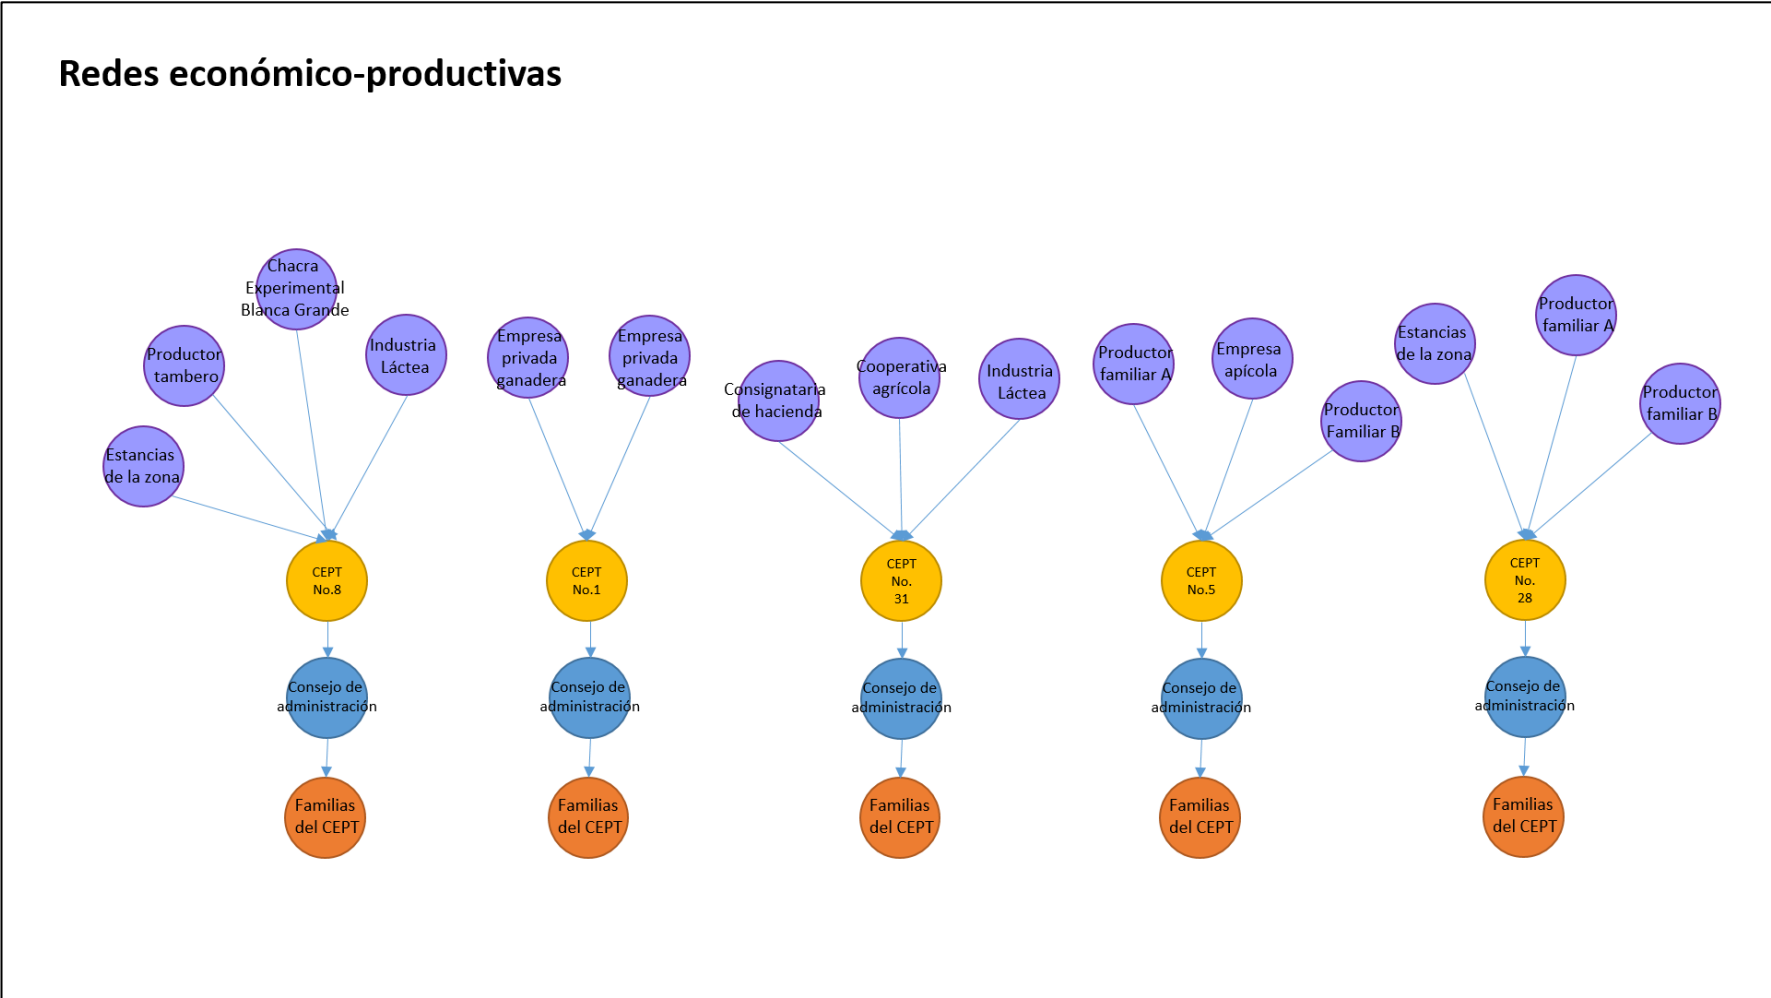 Redes económico-productivas
Chacra
Experimental
Blanca Grande
Productor
tambero
Industria
Láctea
Estancias
de la zona
Empresa
privada
ganadera
Empresa
privada
ganadera
Consignataria
de hacienda
Cooperativa
agrícola
Industria
Láctea
Productor
familiar A
Empresa
apícola
Productor
Familiar B
Estancias
de la zona
Productor
familiar A
Productor
familiar B
CEPT
No.8
CEPT
No.1
CEPT
No.
31
CEPT
No.5
CEPT
No.
28
Consejo de
administración
Consejo de
administración
Consejo de
administración
Consejo de
administración
Consejo de
administración
Familias
del CEPT
Familias
del CEPT
Familias
del CEPT
Familias
del CEPT
Familias
del CEPT